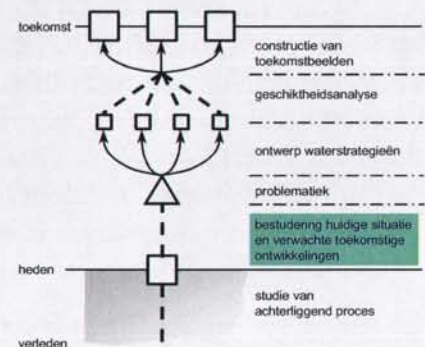 toekomst
constructie van
toekomstbeelden
geschiktheidsanalyse
ontwerp waterstrategieën
problematiek
bestudering huidige situatie
en verwachte toekomstige
ontwikkelingen
heden
studie van
achterliggend proces
verleden